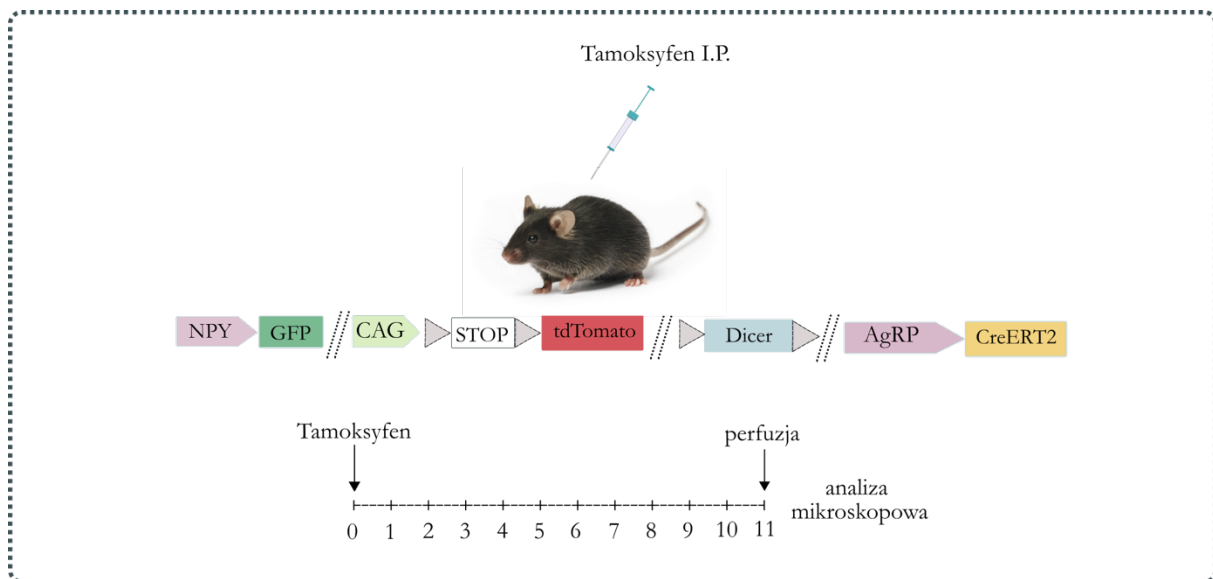 Tamoksyfen I.P.
NPY GFP CAG STOP tdTomato Dicer AgRP CreERT2
Tamoksyfen
perfuzja
0 1 2 3 4 5 6 7 8 9 10 11
analiza
mikroskopowa